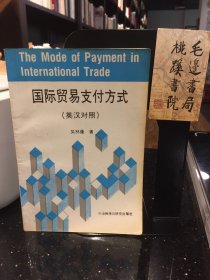 The Mode of Payment in
International Trade
国际贸易支付方式
(英汉对照)
毛边书局
桃蹊書院